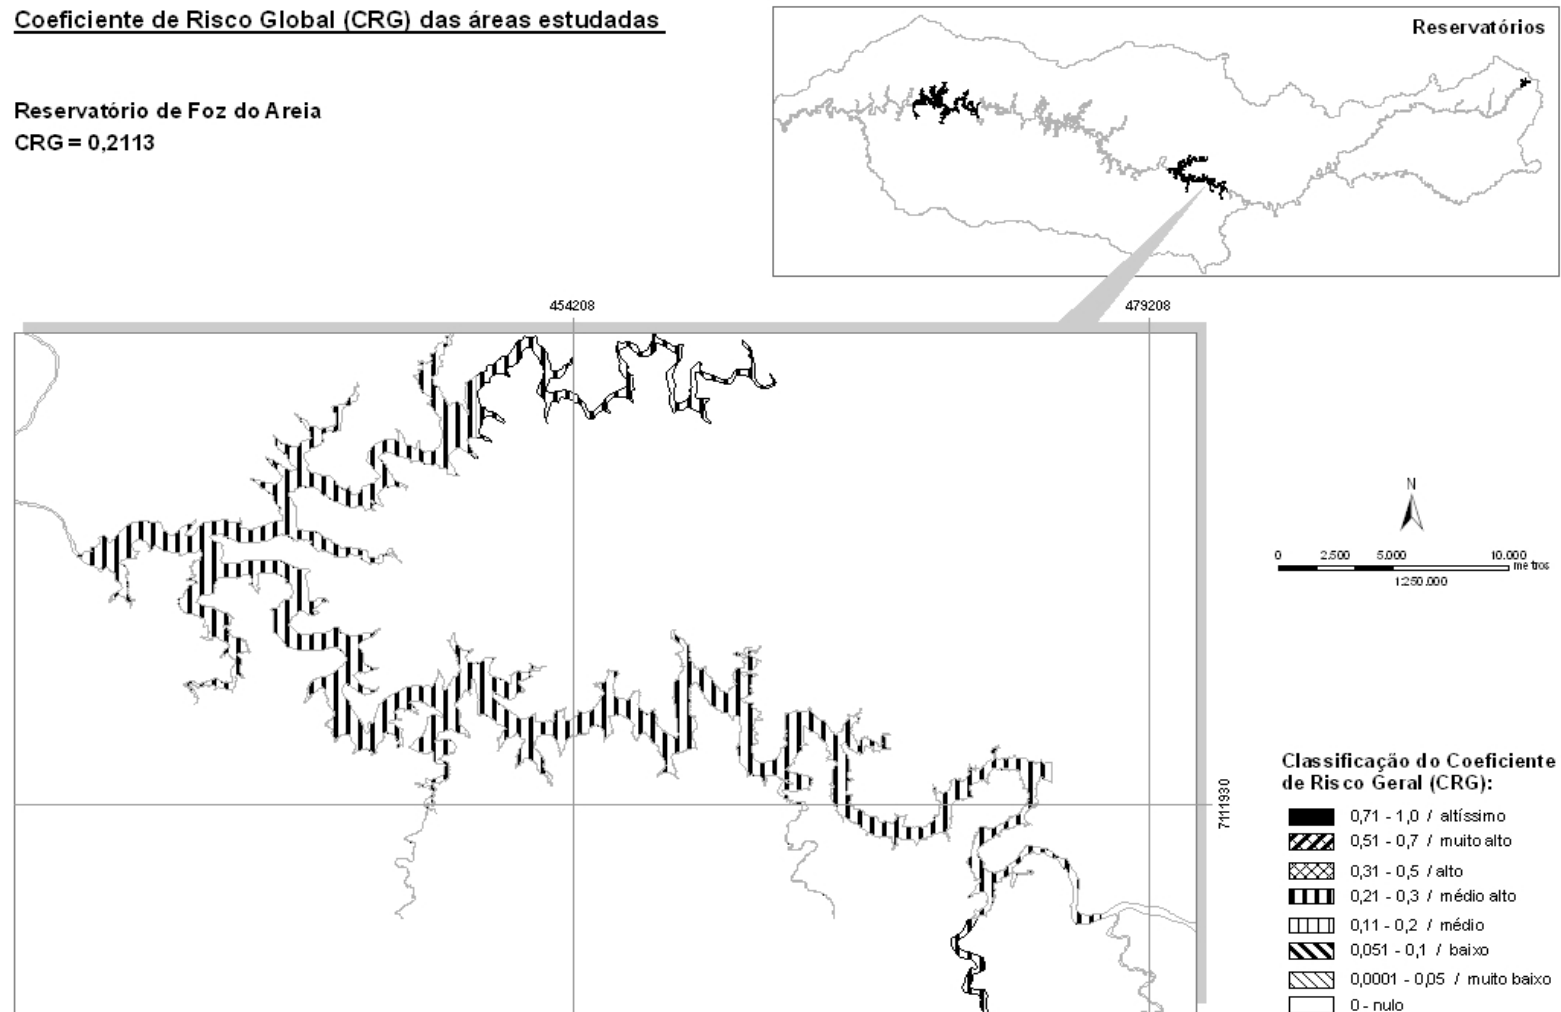 Coeficiente de Risco Global (CRG) das áreas estudadas
Reservatório de Foz do Areia
CRG = 0,2113
Reservatórios
454208
479208
N
0 2.500 5.000 10.000
metros
1:250.000
7111930
Classificação do Coeficiente
de Risco Geral (CRG):
0,71 - 1,0 / altíssimo
0,51 - 0,7 / muito alto
0,31 - 0,5 / alto
0,21 - 0,3 / médio alto
0,11 - 0,2 / médio
0,051 - 0,1 / baixo
0,0001 - 0,05 / muito baixo
0 - nulo